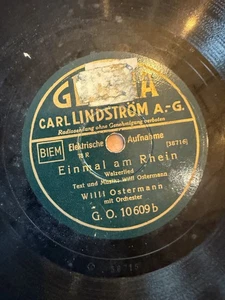 CARL LINDSTRÖM A.-G.
Radiosendung ohne Genehmigung verboten
BIEM
Elektrische Aufnahme
[38716]
Einmal am Rhein
Walzerlied
Text und Musik: Willi Ostermann
Willi Ostermann
mit Orchester
G. O. 10 609 b